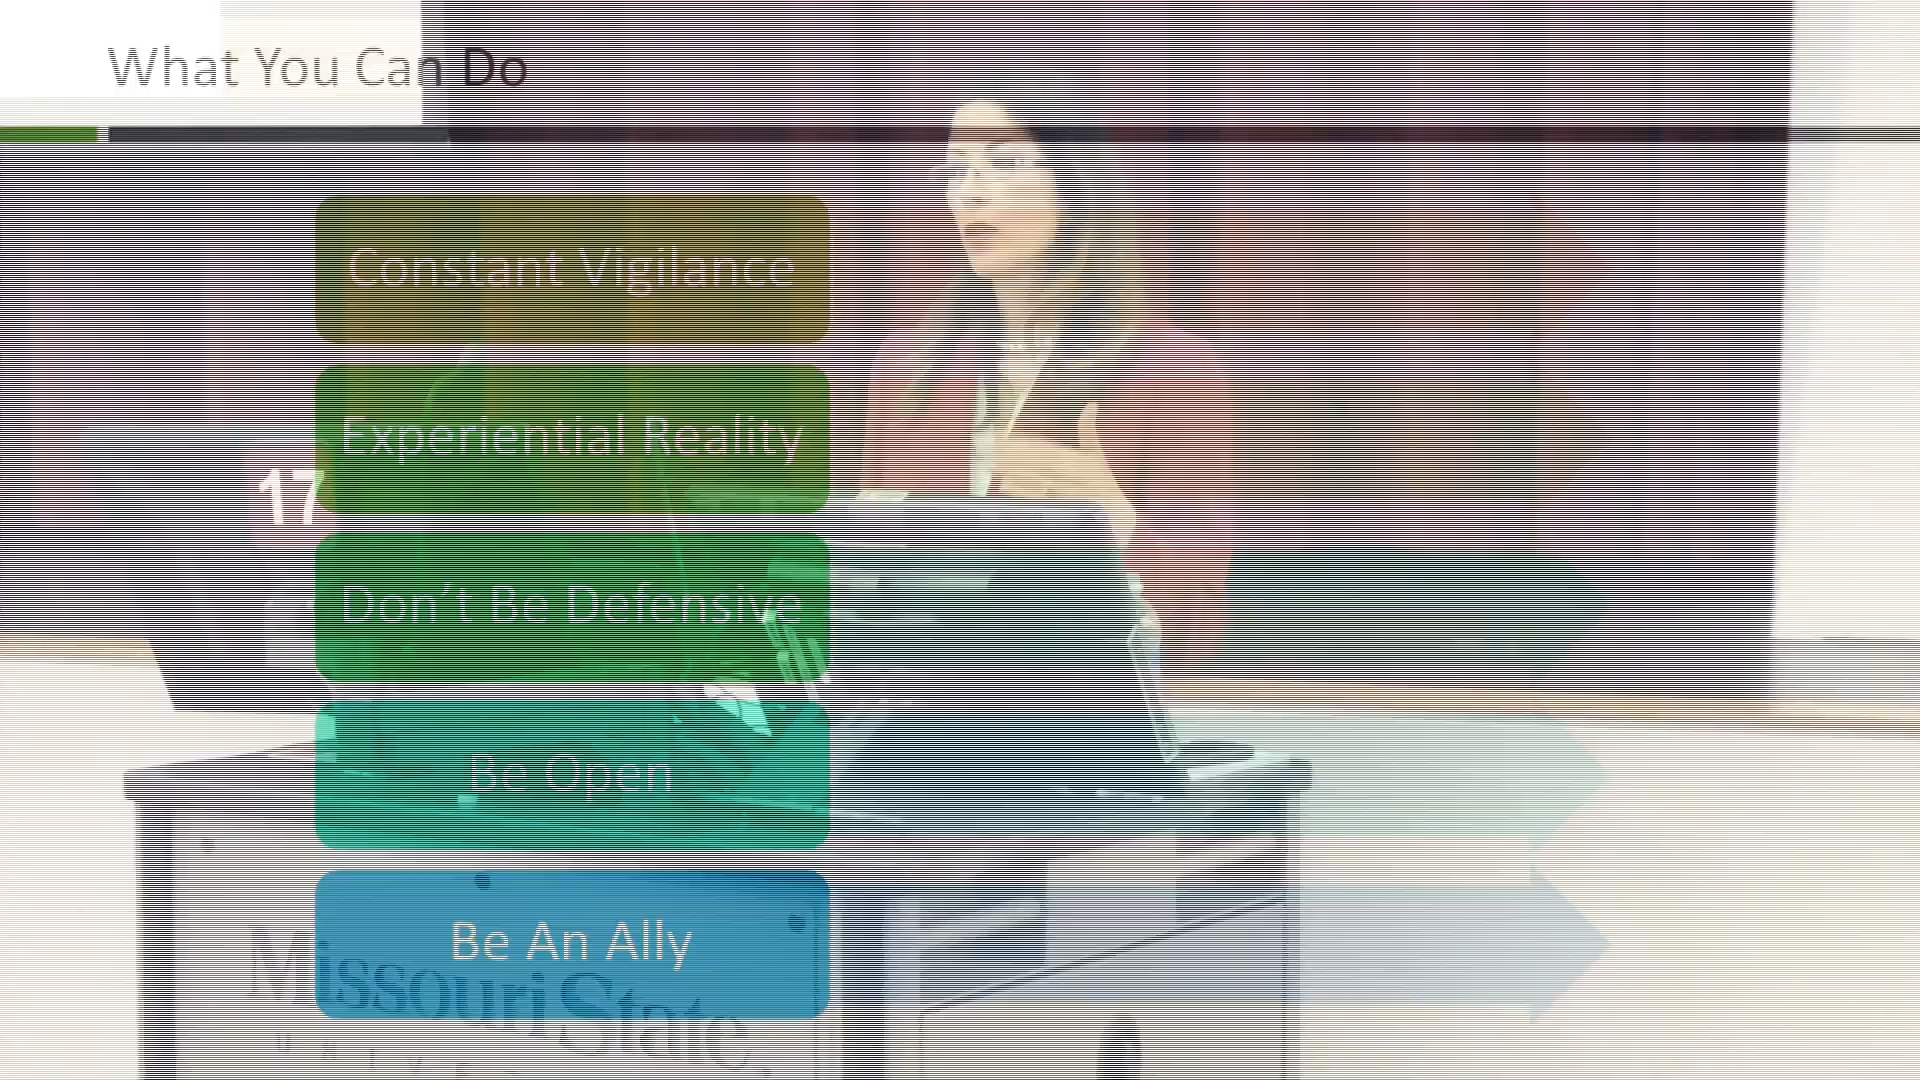 What You Can Do
Constant Vigilance
Experiential Reality
17
Don’t Be Defensive
Be Open
Be An Ally
Missouri State